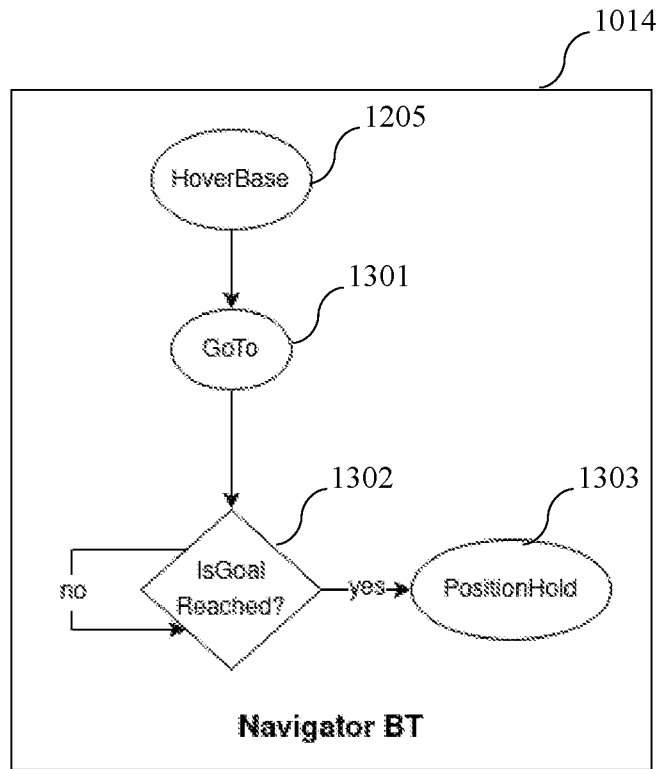 1014
1205
HoverBase
1301
GoTo
1302
1303
IsGoal
Reached?
no
yes
PositionHold
Navigator BT